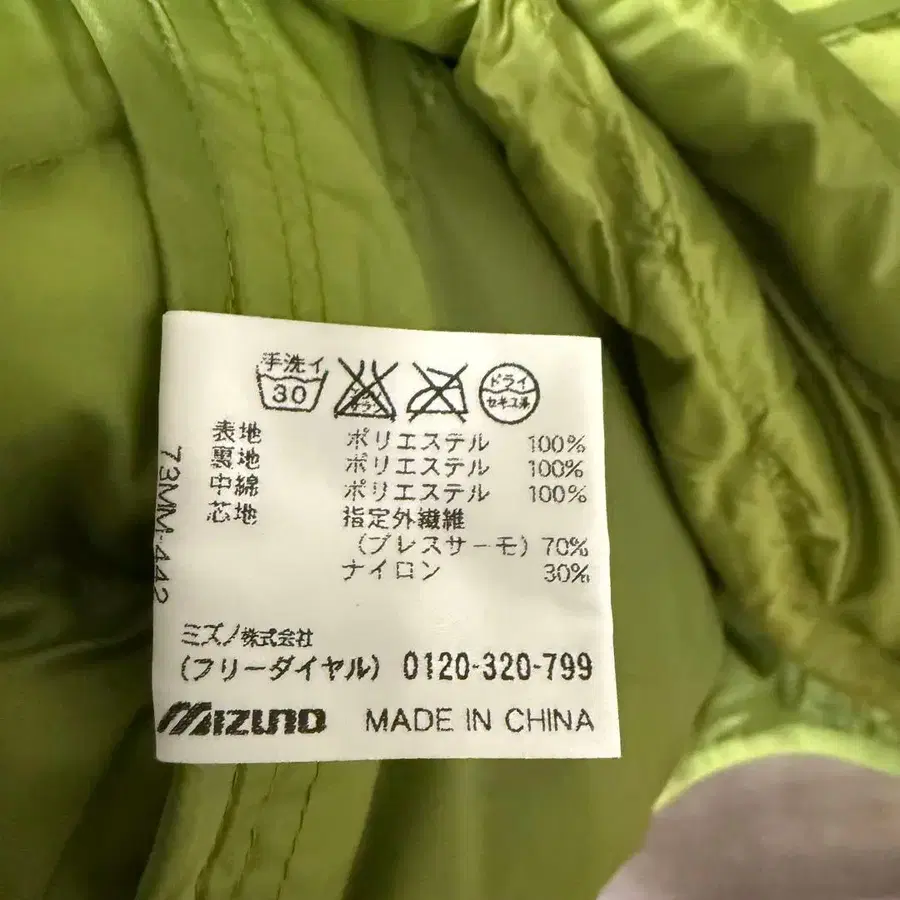 手洗イ
30
ドライ
セキユ系
表地 ポリエステル 100%
裏地 ポリエステル 100%
中綿 ポリエステル 100%
芯地 指定外繊維
(ブレスサーモ) 70%
ナイロン 30%
73MM-442
ミズノ株式会社
(フリーダイヤル) 0120-320-799
MIZUNO MADE IN CHINA